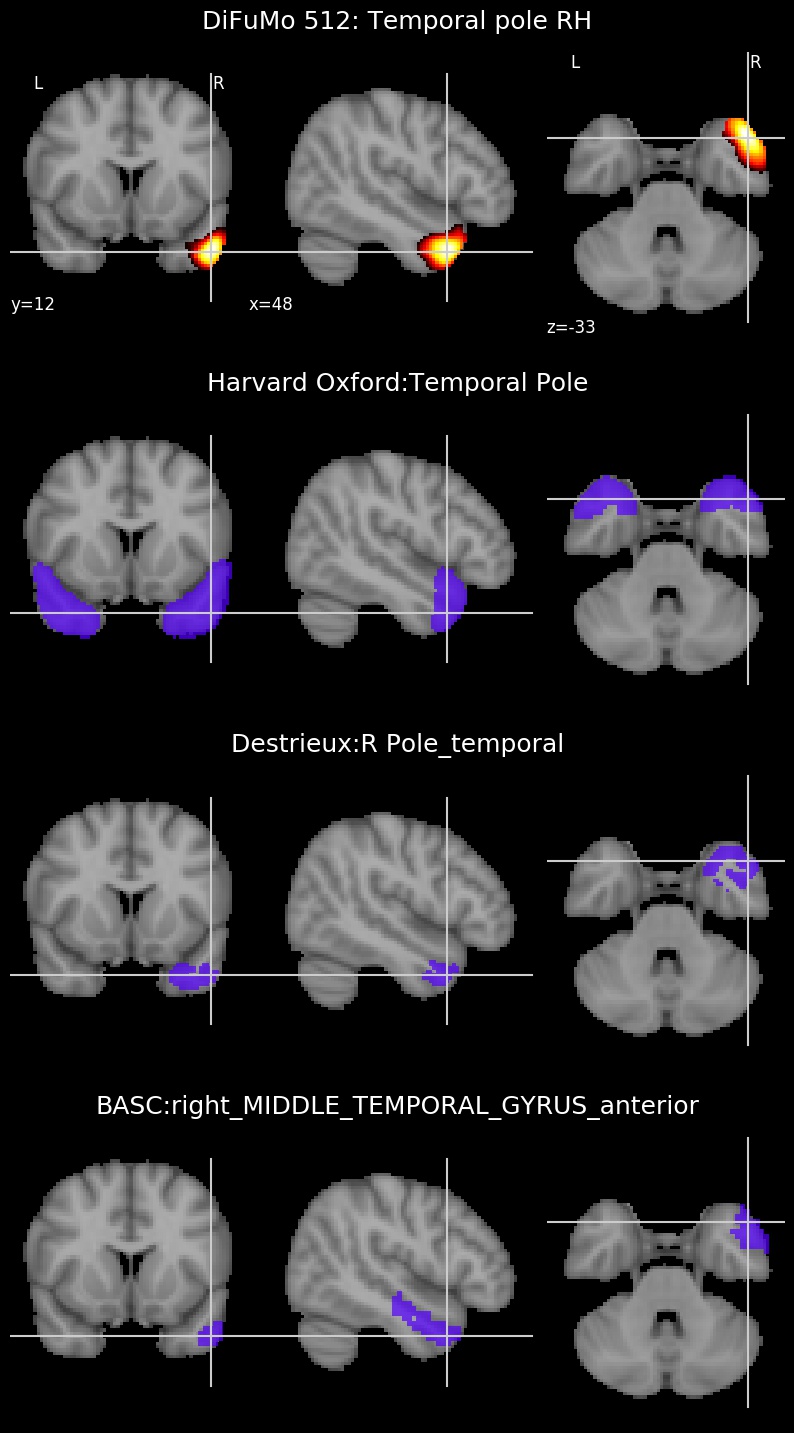 DiFuMo 512: Temporal pole RH
L R L R
y=12 x=48 z=-33
Harvard Oxford:Temporal Pole
Destrieux:R Pole_temporal
BASC:right_MIDDLE_TEMPORAL_GYRUS_anterior